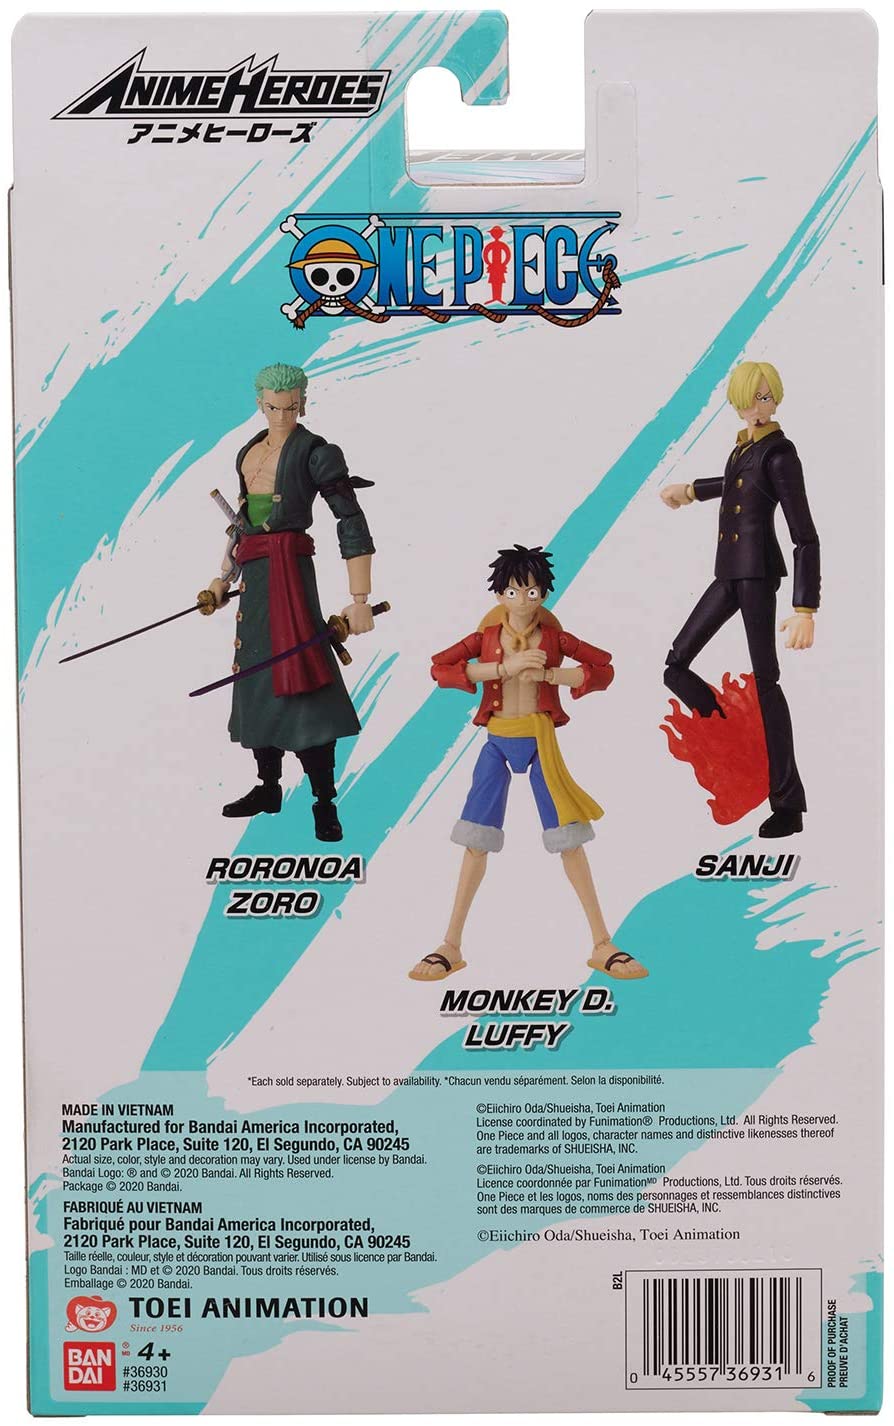 ANIME HEROES
アニメヒーローズ
ONE PIECE
RORONOA
ZORO
SANJI
MONKEY D.
LUFFY
*Each sold separately. Subject to availability. *Chacun vendu séparément. Selon la disponibilité.
MADE IN VIETNAM
Manufactured for Bandai America Incorporated,
2120 Park Place, Suite 120, El Segundo, CA 90245
Actual size, color, style and decoration may vary. Used under license by Bandai.
Bandai Logo: ® and © 2020 Bandai. All Rights Reserved.
Package © 2020 Bandai.
FABRIQUÉ AU VIETNAM
Fabriqué pour Bandai America Incorporated,
2120 Park Place, Suite 120, El Segundo, CA 90245
Taille réelle, couleur, style et décoration pouvant varier. Utilisé sous licence par Bandai.
Logo Bandai : MD et © 2020 Bandai. Tous droits réservés.
Emballage © 2020 Bandai.
©Eiichiro Oda/Shueisha, Toei Animation
License coordinated by Funimation® Productions, Ltd. All Rights Reserved.
One Piece and all logos, character names and distinctive likenesses thereof
are trademarks of SHUEISHA, INC.
©Eiichiro Oda/Shueisha, Toei Animation
Licence coordonnée par Funimationᴹᴰ Productions, Ltd. Tous droits réservés.
One Piece et les logos, noms des personnages et ressemblances distinctives
sont des marques de commerce de SHUEISHA, INC.
©Eiichiro Oda/Shueisha, Toei Animation
TOEI ANIMATION
Since 1956
BAN
DAI
® MD
4+
#36930
#36931
B2L
0 45557 36931 6
PROOF OF PURCHASE
PREUVE D'ACHAT